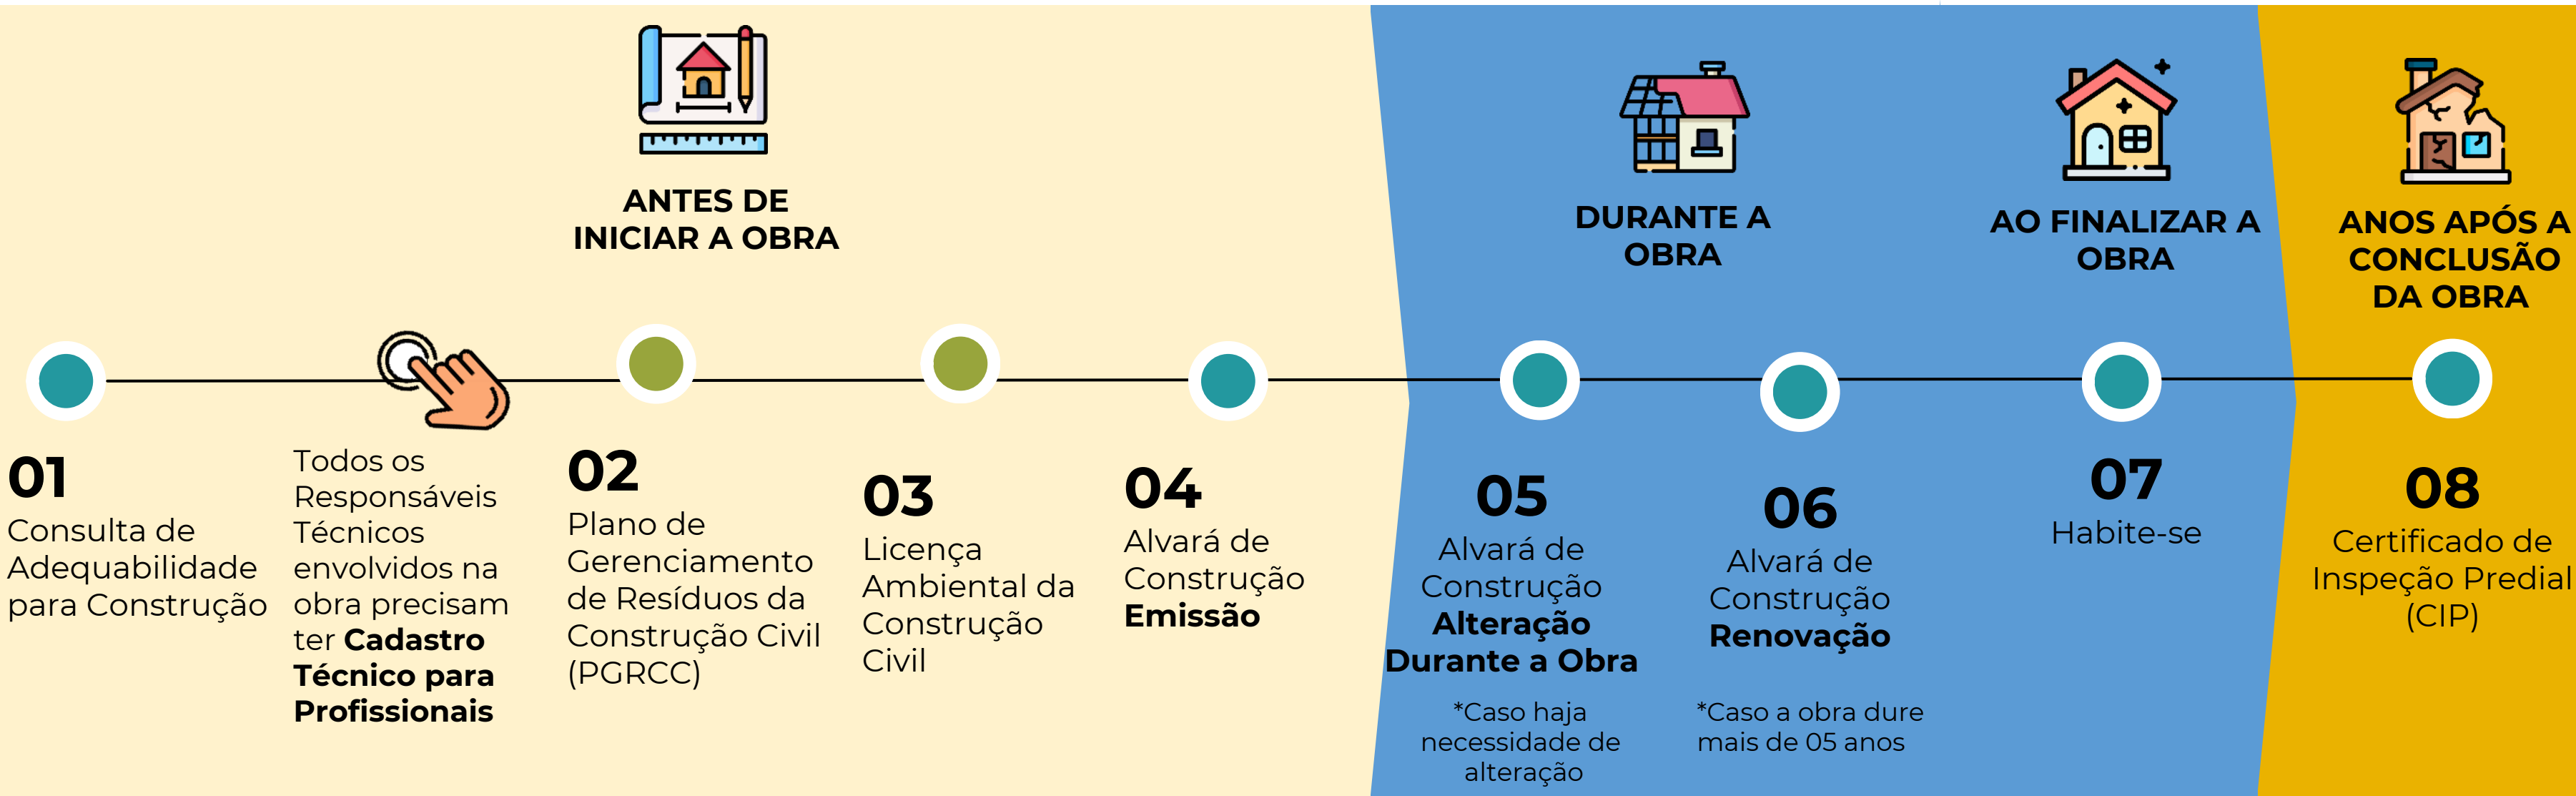 ANTES DE
INICIAR A OBRA
DURANTE A
OBRA
AO FINALIZAR A
OBRA
ANOS APÓS A
CONCLUSÃO
DA OBRA
01
Consulta de
Adequabilidade
para Construção
Todos os
Responsáveis
Técnicos
envolvidos na
obra precisam
ter Cadastro
Técnico para
Profissionais
02
Plano de
Gerenciamento
de Resíduos da
Construção Civil
(PGRCC)
03
Licença
Ambiental da
Construção
Civil
04
Alvará de
Construção
Emissão
05
Alvará de
Construção
Alteração
Durante a Obra
*Caso haja
necessidade de
alteração
06
Alvará de
Construção
Renovação
*Caso a obra dure
mais de 05 anos
07
Habite-se
08
Certificado de
Inspeção Predial
(CIP)